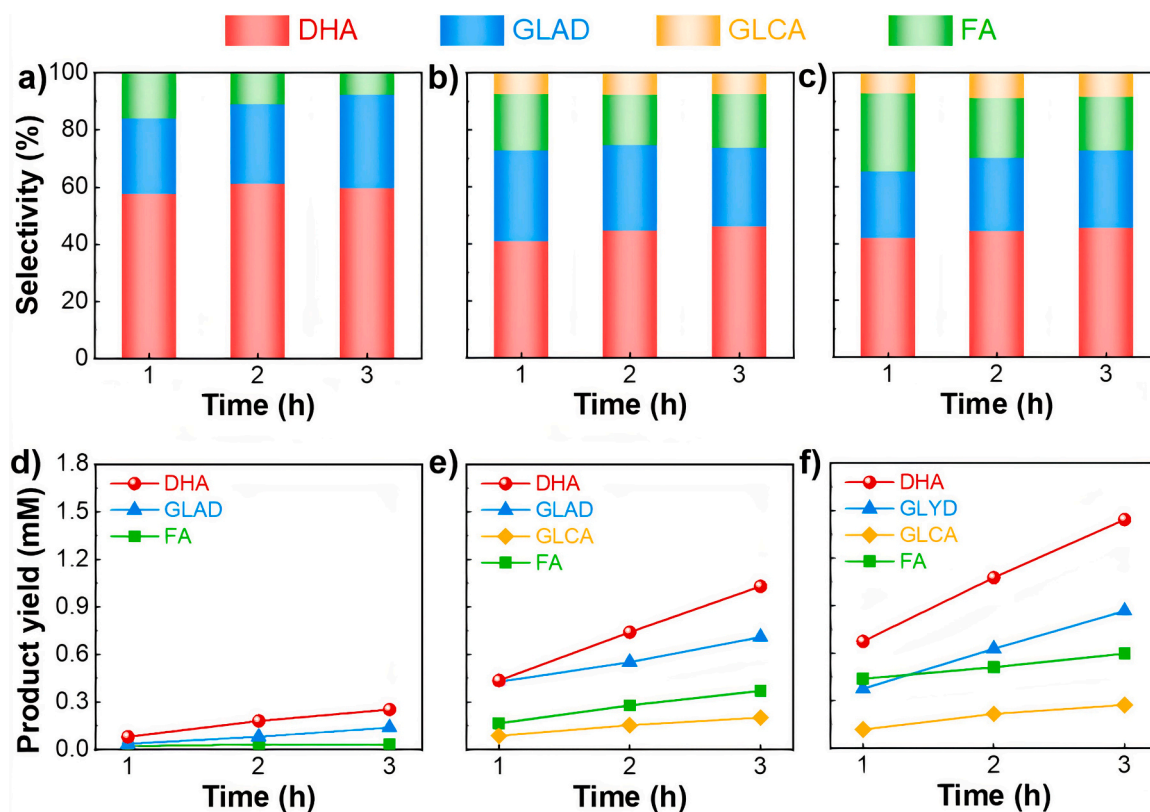 DHA GLAD GLCA FA
a) b) c)
Selectivity (%)
100
80
60
40
20
0
1 2 3 1 2 3 1 2 3
Time (h) Time (h) Time (h)
d) e) f)
Product yield (mM)
1.8
1.5
1.2
0.9
0.6
0.3
0.0
DHA
GLAD
FA
DHA
GLAD
GLCA
FA
DHA
GLYD
GLCA
FA
1 2 3 1 2 3 1 2 3
Time (h) Time (h) Time (h)